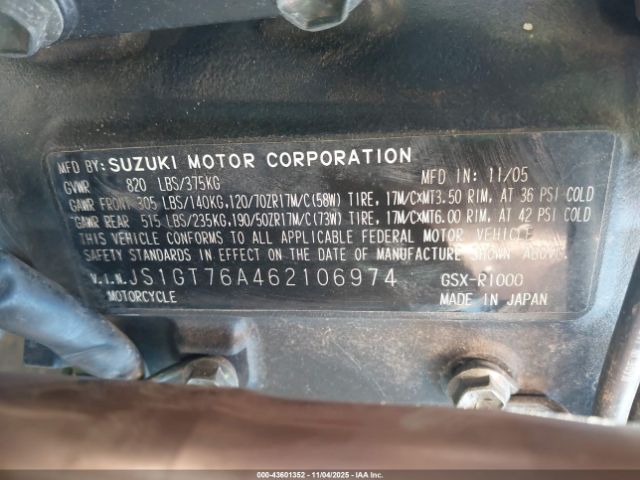 MFD BY: SUZUKI MOTOR CORPORATION
GVWR 820 LBS/375KG MFD IN: 11/05
GAWR FRONT 305 LBS/140KG,120/70ZR17M/C(58W) TIRE, 17M/C×MT3.50 RIM, AT 36 PSI COLD
GAWR REAR 515 LBS/235KG,190/50ZR17M/C(73W) TIRE, 17M/C×MT6.00 RIM, AT 42 PSI COLD
THIS VEHICLE CONFORMS TO ALL APPLICABLE FEDERAL MOTOR VEHICLE
SAFETY STANDARDS IN EFFECT ON THE DATE OF MANUFACTURE SHOWN ABOVE.
V.I.N. JS1GT76A462106974 GSX-R1000
MOTORCYCLE MADE IN JAPAN
000-43601352 - 11/04/2025 - IAAI, Inc. Copyright